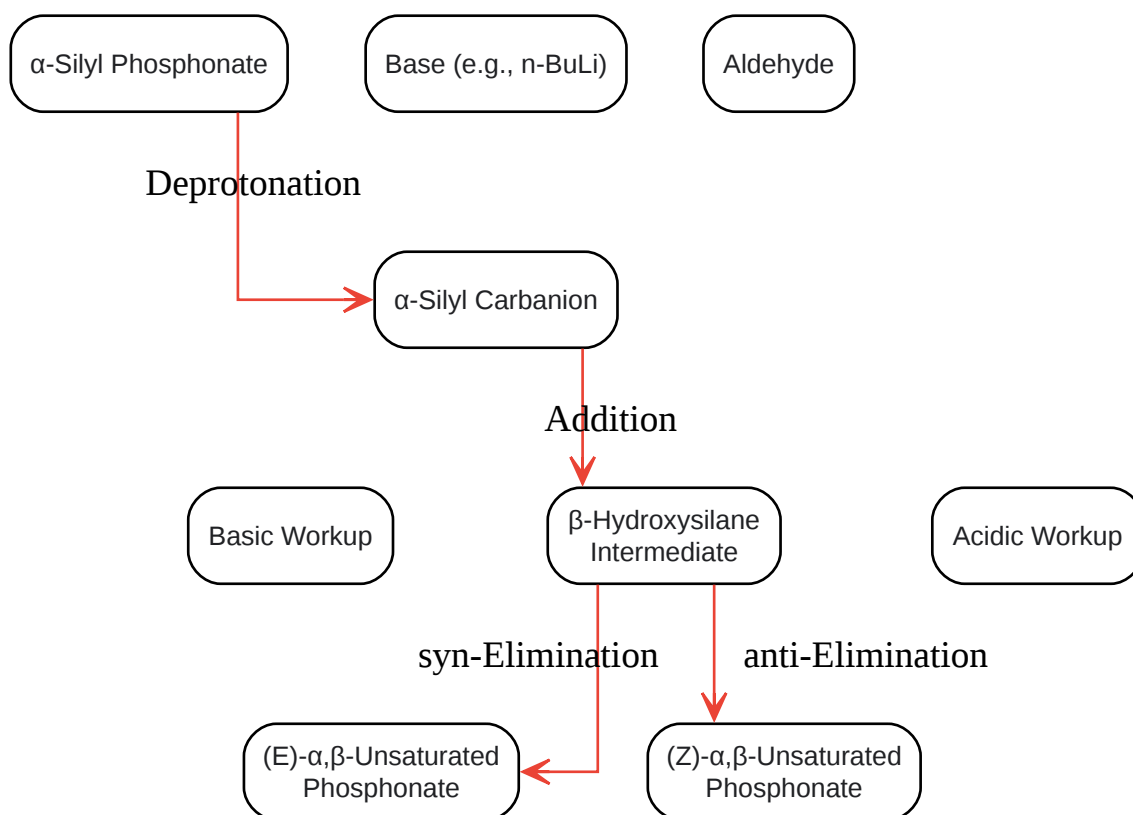 α-Silyl Phosphonate
Base (e.g., n-BuLi)
Aldehyde
Deprotonation
α-Silyl Carbanion
Addition
Basic Workup
β-Hydroxysilane
Intermediate
Acidic Workup
syn-Elimination
anti-Elimination
(E)-α,β-Unsaturated
Phosphonate
(Z)-α,β-Unsaturated
Phosphonate